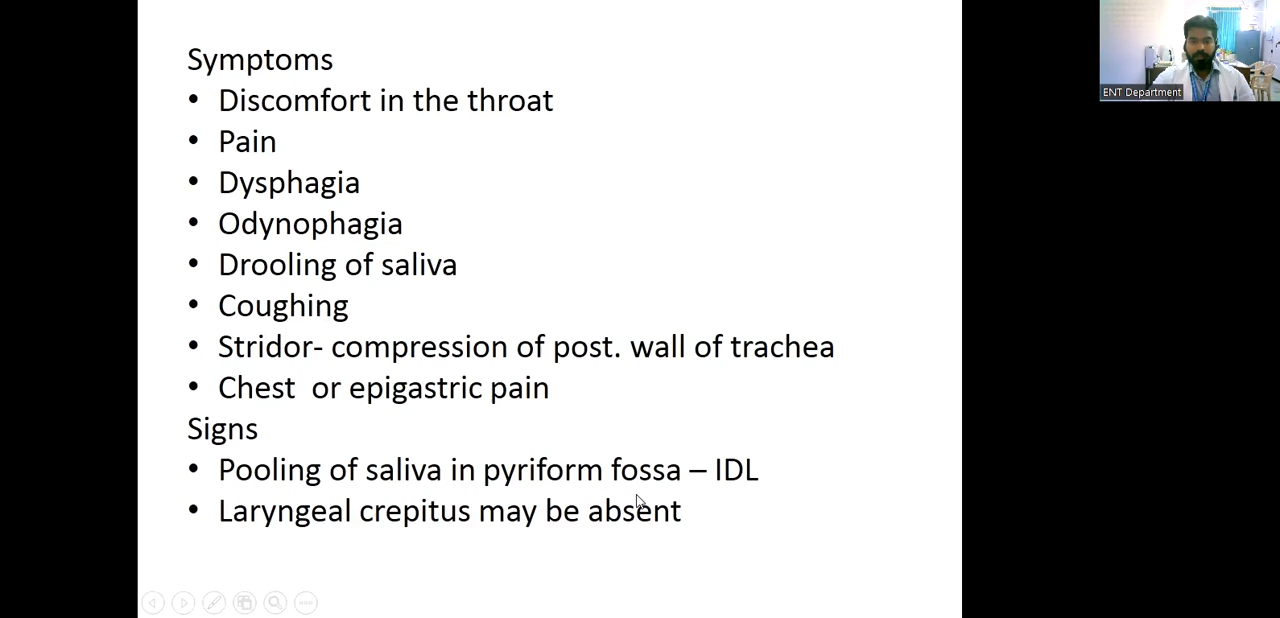 Symptoms
• Discomfort in the throat
• Pain
• Dysphagia
• Odynophagia
• Drooling of saliva
• Coughing
• Stridor- compression of post. wall of trachea
• Chest  or epigastric pain
Signs
• Pooling of saliva in pyriform fossa – IDL
• Laryngeal crepitus may be absent
ENT Department